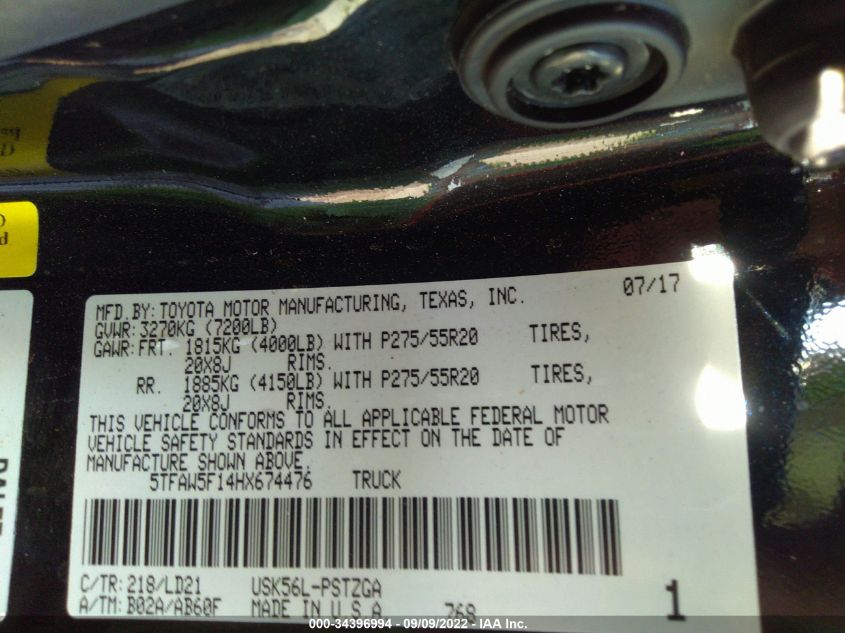 MFD.BY:TOYOTA MOTOR MANUFACTURING, TEXAS, INC. 07/17
GVWR:3270KG (7200LB)
GAWR:FRT. 1815KG (4000LB) WITH P275/55R20 TIRES,
20X8J RIMS.
RR. 1885KG (4150LB) WITH P275/55R20 TIRES,
20X8J RIMS.
THIS VEHICLE CONFORMS TO ALL APPLICABLE FEDERAL MOTOR
VEHICLE SAFETY STANDARDS IN EFFECT ON THE DATE OF
MANUFACTURE SHOWN ABOVE.
5TFAW5F14HX674476 TRUCK
C/TR:218/LD21 USK56L-PSTZGA
A/TM:B02A/AB60F MADE IN U.S.A 768 1
000-34396994 / 09/09/2022 - IAA Inc.